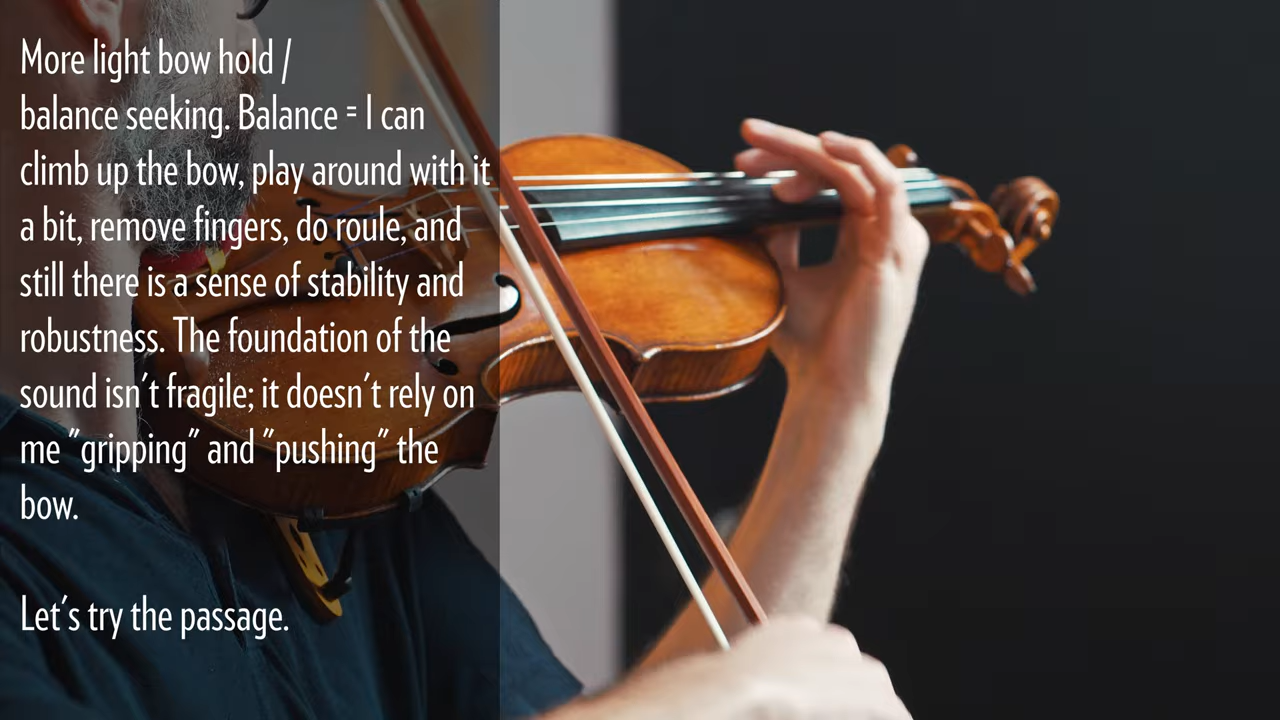 More light bow hold /
balance seeking. Balance = I can
climb up the bow, play around with it
a bit, remove fingers, do roule, and
still there is a sense of stability and
robustness. The foundation of the
sound isn't fragile; it doesn't rely on
me "gripping" and "pushing" the
bow.
Let's try the passage.